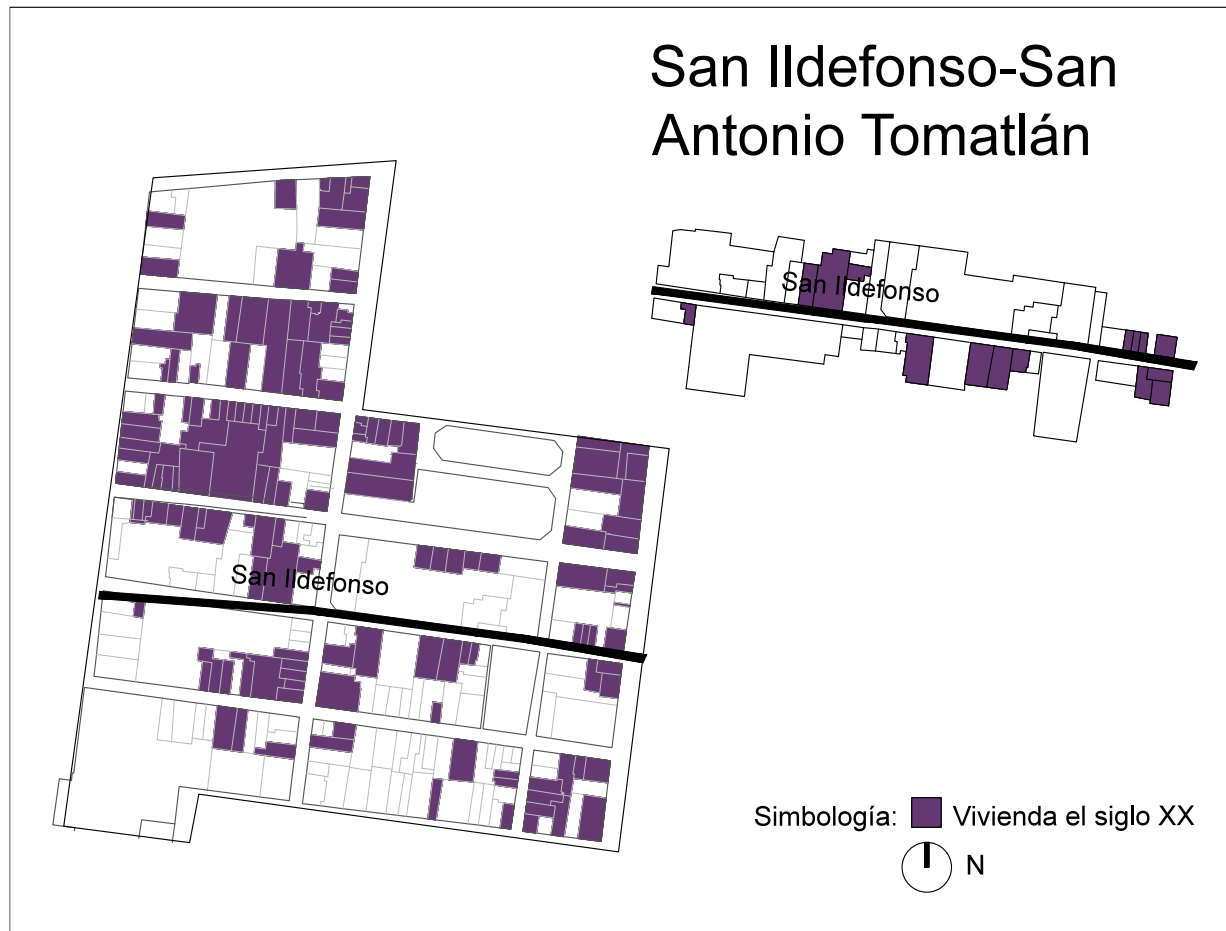 San Ildefonso-San
Antonio Tomatlán
San Ildefonso
San Ildefonso
Simbología: Vivienda el siglo XX
N